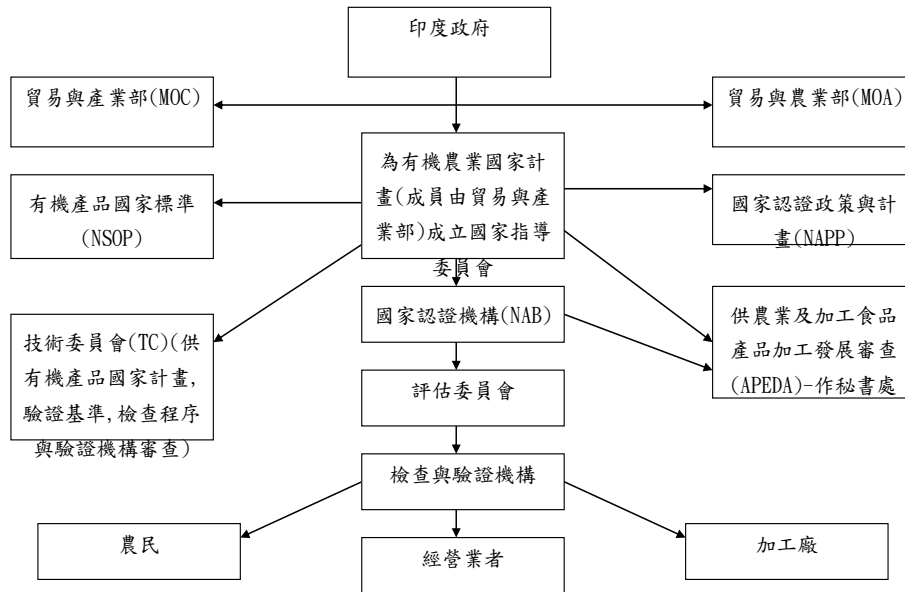 印度政府
貿易與產業部(MOC)
貿易與農業部(MOA)
為有機農業國家計
畫(成員由貿易與產
業部)成立國家指導
委員會
有機產品國家標準
(NSOP)
國家認證政策與計
畫(NAPP)
國家認證機構(NAB)
技術委員會(TC)(供
有機產品國家計畫,
驗證基準,檢查程序
與驗證機構審查)
供農業及加工食品
產品加工發展審查
(APEDA)-作秘書處
評估委員會
檢查與驗證機構
農民
經營業者
加工廠